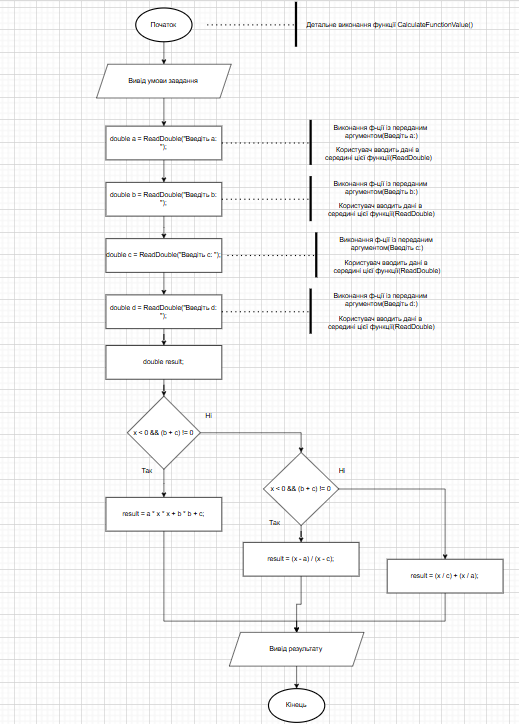 Початок
Детальне виконання функції CalculateFunctionValue()
Вивід умови завдання
double a = ReadDouble("Введіть a:
");
Виконання ф-ції із переданим
аргументом(Введіть a:)
Користувач вводить дані в
середині цієї функції(ReadDouble)
double b = ReadDouble("Введіть b:
");
Виконання ф-ції із переданим
аргументом(Введіть b:)
Користувач вводить дані в
середині цієї функції(ReadDouble)
double c = ReadDouble("Введіть c: ");
Виконання ф-ції із переданим
аргументом(Введіть c:)
Користувач вводить дані в
середині цієї функції(ReadDouble)
double d = ReadDouble("Введіть d:
");
Виконання ф-ції із переданим
аргументом(Введіть d:)
Користувач вводить дані в
середині цієї функції(ReadDouble)
double result;
Ні
x < 0 && (b + c) != 0
Так
Ні
x < 0 && (b + c) != 0
Так
result = a * x * x + b * b + c;
result = (x - a) / (x - c);
result = (x / c) + (x / a);
Вивід результату
Кінець